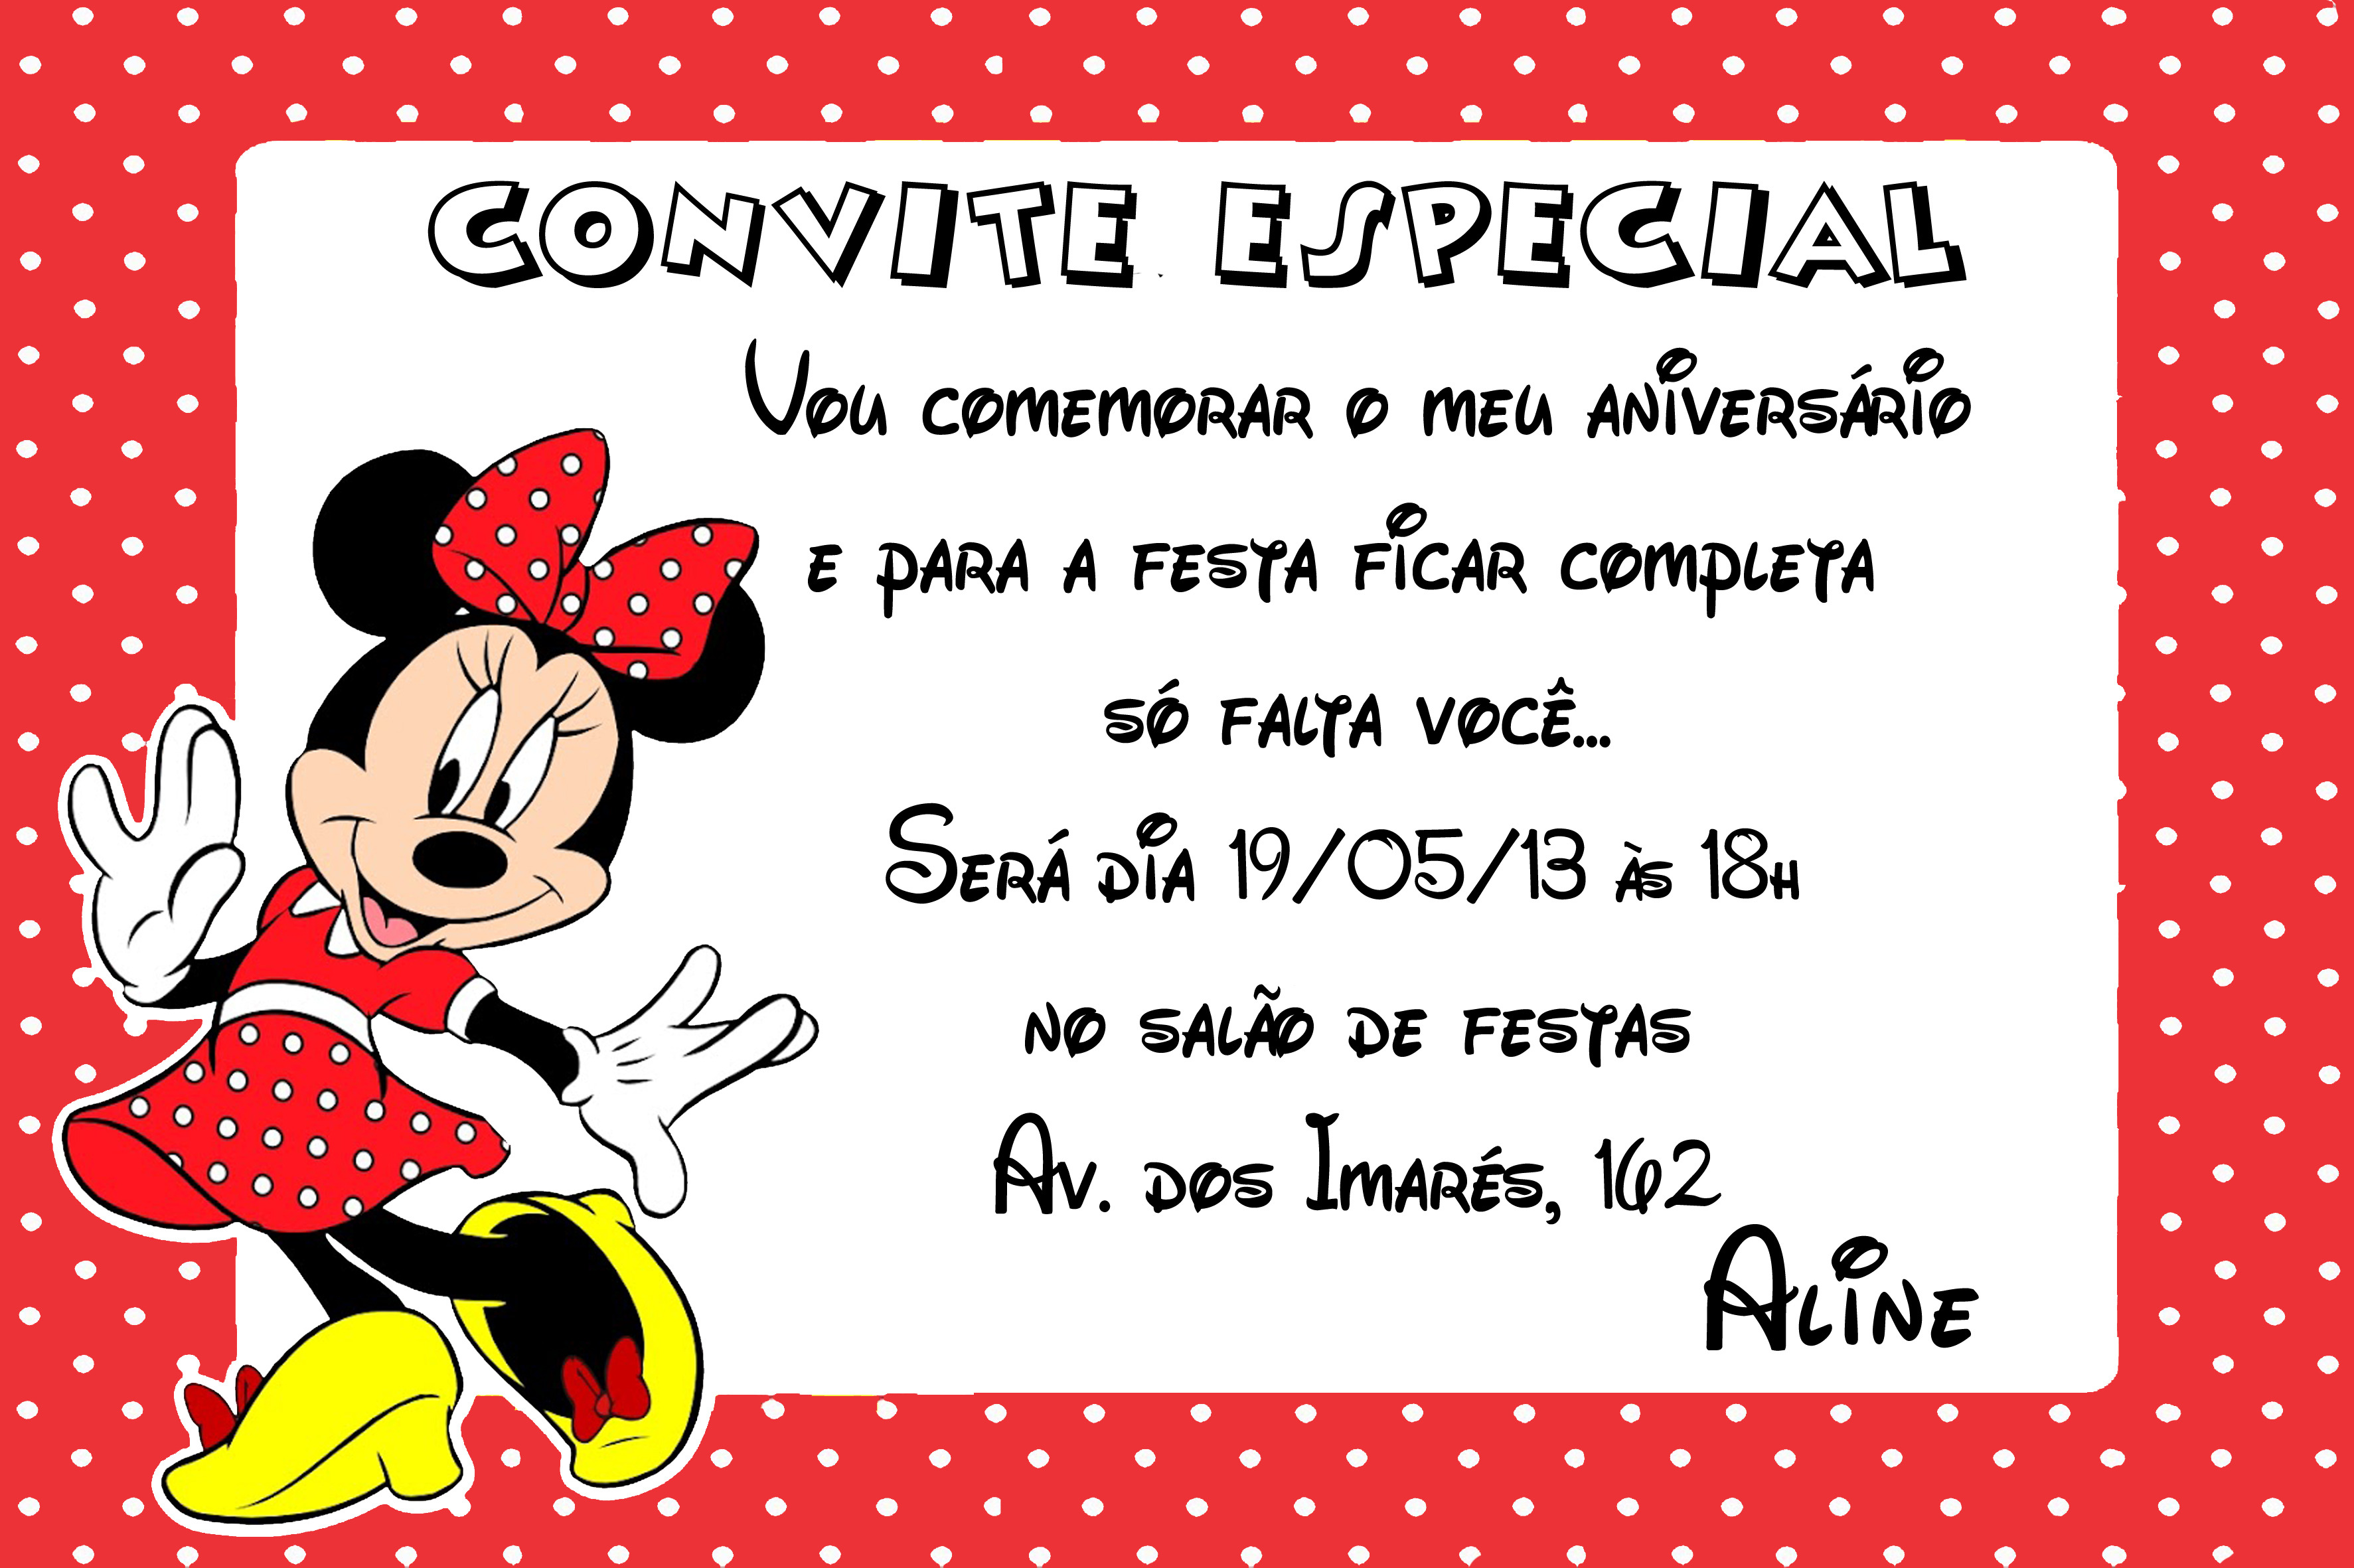 CONVITE ESPECIAL
Vou comemorar o meu aniversário
e para a festa ficar completa
só falta você...
Será dia 19/05/13 às 18h
no salão de festas
Av. dos Imarés, 162
Aline